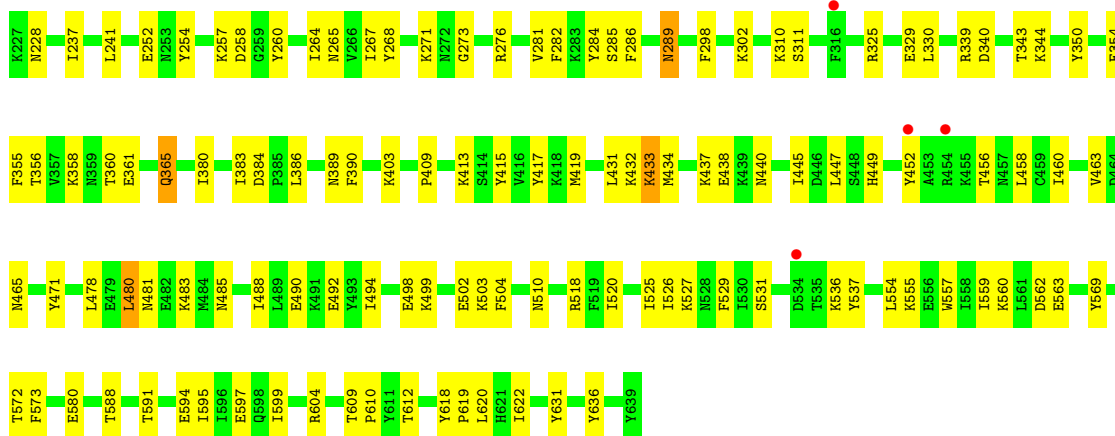 K227 N228 I237 L241 E252 N253 Y254 K257 D258 G259 Y260 I264 N265 V266 I267 Y268 K271 N272 G273 R276 V281 F282 K283 Y284 S285 F286 N289 F298 K302 K310 S311 F316 R325 E329 L330 R339 D340 T343 K344 Y350
F355 T356 V357 K358 N359 T360 E361 Q365 I380 I383 D384 P385 L386 N389 F390 K403 P409 K413 S414 Y415 V416 Y417 K418 M419 L431 K432 K433 M434 K437 E438 K439 N440 I445 D446 L447 S448 H449 Y452 A453 R454 K455 T456 N457 L458 C459 I460 V463
N465 Y471 L478 E479 L480 N481 E482 K483 M484 N485 I488 L489 E490 K491 E492 Y493 I494 E498 K499 E502 K503 F504 N510 R518 F519 I520 I525 I526 K527 N528 F529 I530 S531 D534 T535 K536 Y537 L554 K555 E556 W557 I558 I559 K560 L561 D562 E563 Y569
T572 F573 E580 T588 T591 E594 I595 I596 E597 Q598 I599 R604 T609 P610 Y611 T612 Y618 P619 L620 H621 I622 Y631 Y636 Y639